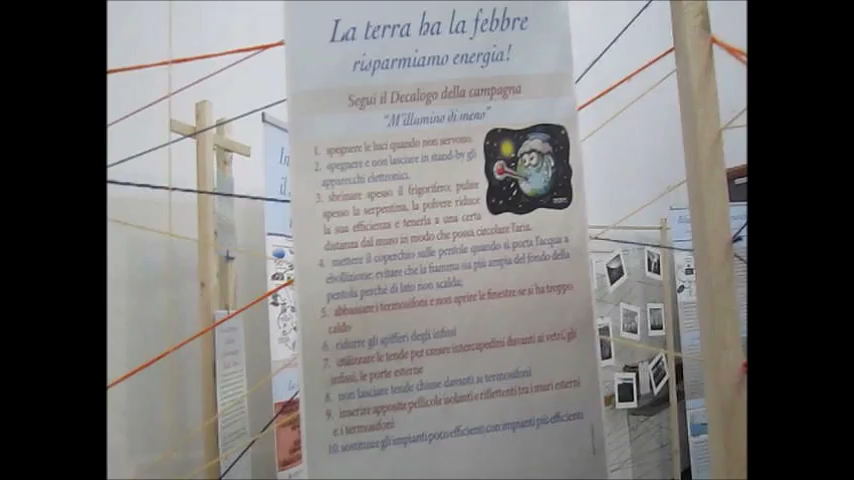 La terra ha la febbre
risparmiamo energia!
Segui il Decalogo della campagna
"M'illumino di meno"
1. spegnere le luci quando non servono.
2. spegnere e non lasciare in stand-by gli
apparecchi elettronici.
3. sbrinare spesso il frigorifero; pulire
spesso la serpentina, la polvere riduce
la sua efficienza e tenerla a una certa
distanza dal muro in modo che possa circolare l'aria.
4. mettere il coperchio sulle pentole quando si porta l'acqua a
ebollizione; evitare che la fiamma sia più ampia del fondo della
pentola perché di lato non scalda;
5. abbassare i termosifoni e non aprire le finestre se si ha troppo
caldo
6. ridurre gli spifferi degli infissi
7. utilizzare le tende per creare intercapedini davanti ai vetri, gli
infissi, le porte esterne
8. non lasciare tende chiuse davanti ai termosifoni
9. inserire apposite pellicole isolanti e riflettenti tra i muri esterni
e i termosifoni
10. sostituire gli impianti poco efficienti con impianti più efficienti